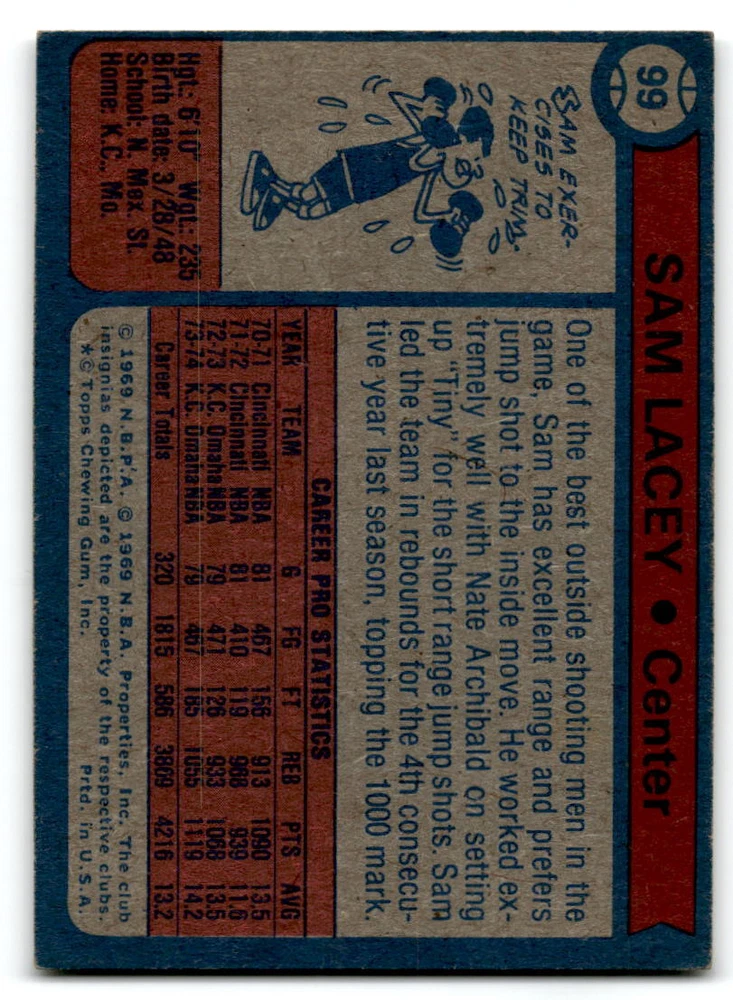 99
SAM LACEY • Center
SAM EXER-
CISES TO
KEEP TRIM.
Hgt.: 6'10" Wgt.: 235
Birth date: 3/28/48
School: N. Mex. St.
Home: K.C., Mo.
One of the best outside shooting men in the
game, Sam has excellent range and prefers
jump shot to the inside move. He worked ex-
tremely well with Nate Archibald on setting
up "Tiny" for the short range jump shots. Sam
led the team in rebounds for the 4th consecu-
tive year last season, topping the 1000 mark.
CAREER PRO STATISTICS
YEAR TEAM G FG FT REB PTS AVG
70-71 Cincinnati NBA 81 467 156 913 1090 13.5
71-72 Cincinnati NBA 81 410 119 968 939 11.6
72-73 K.C. Omaha NBA 79 471 126 933 1068 13.5
73-74 K.C. Omaha NBA 79 467 185 1055 1119 14.2
Career Totals 320 1815 586 3869 4216 13.2
© 1969 N.B.P.A. © 1969 N.B.A. Properties, Inc. The club
insignias depicted are the property of the respective clubs.
*© Topps Chewing Gum, Inc. Prtd. in U.S.A.